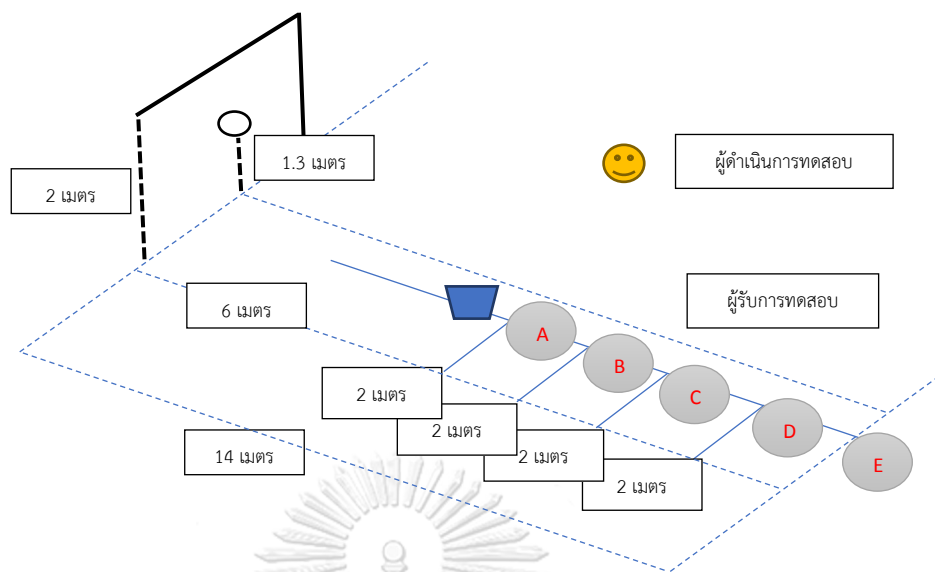 1.3 เมตร
ผู้ดำเนินการทดสอบ
2 เมตร
6 เมตร
ผู้รับการทดสอบ
A
B
C
D
E
2 เมตร
2 เมตร
2 เมตร
2 เมตร
14 เมตร